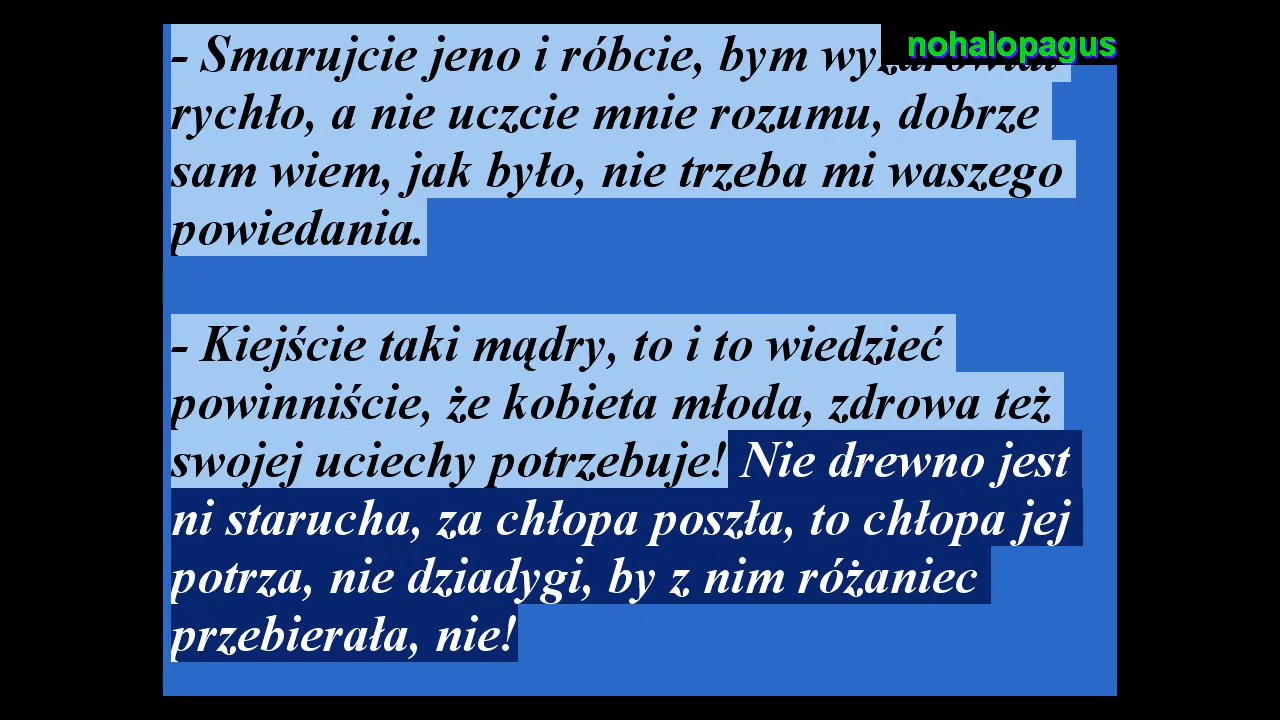 nohalopagus
- Smarujcie jeno i róbcie, bym
rychło, a nie uczcie mnie rozumu, dobrze
sam wiem, jak było, nie trzeba mi waszego
powiedania.
- Kiejście taki mądry, to i to wiedzieć
powinniście, że kobieta młoda, zdrowa też
swojej uciechy potrzebuje! Nie drewno jest
ni starucha, za chłopa poszła, to chłopa jej
potrza, nie dziadygi, by z nim różaniec
przebierała, nie!